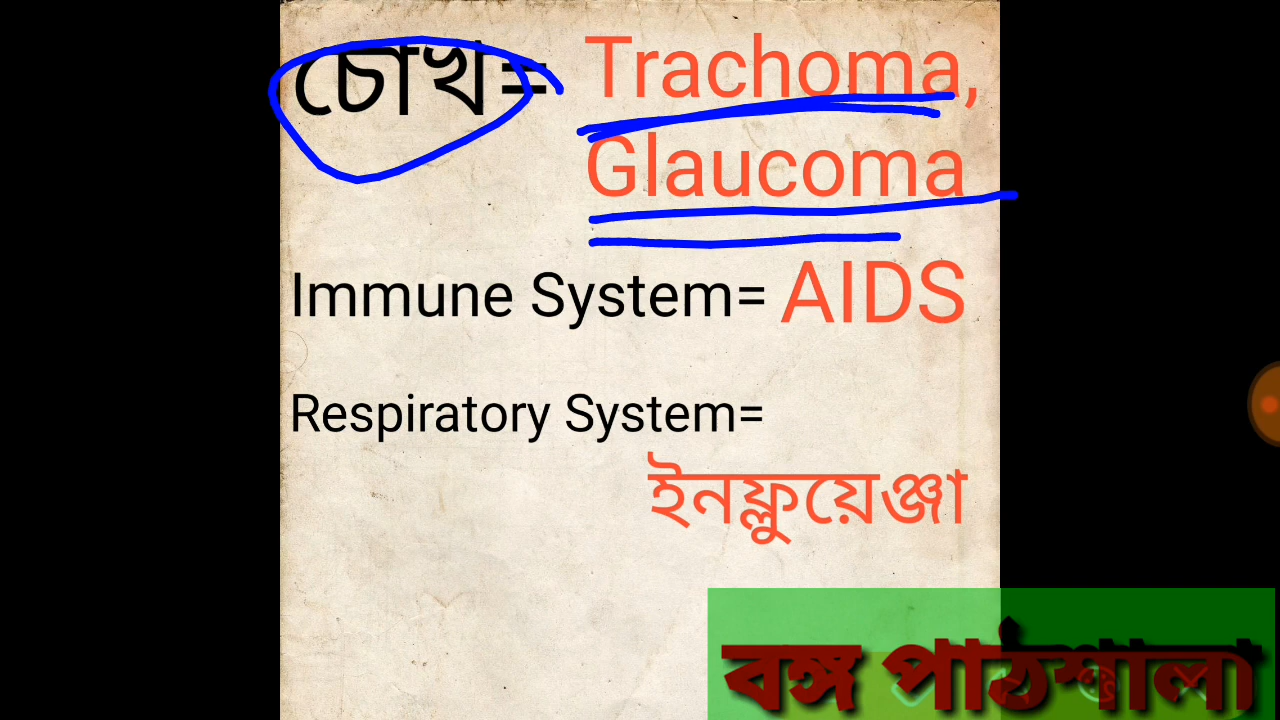 চোখ= Trachoma,
Glaucoma
Immune System= AIDS
Respiratory System=
ইনফ্লুয়েঞ্জা
বঙ্গ পাঠশালা